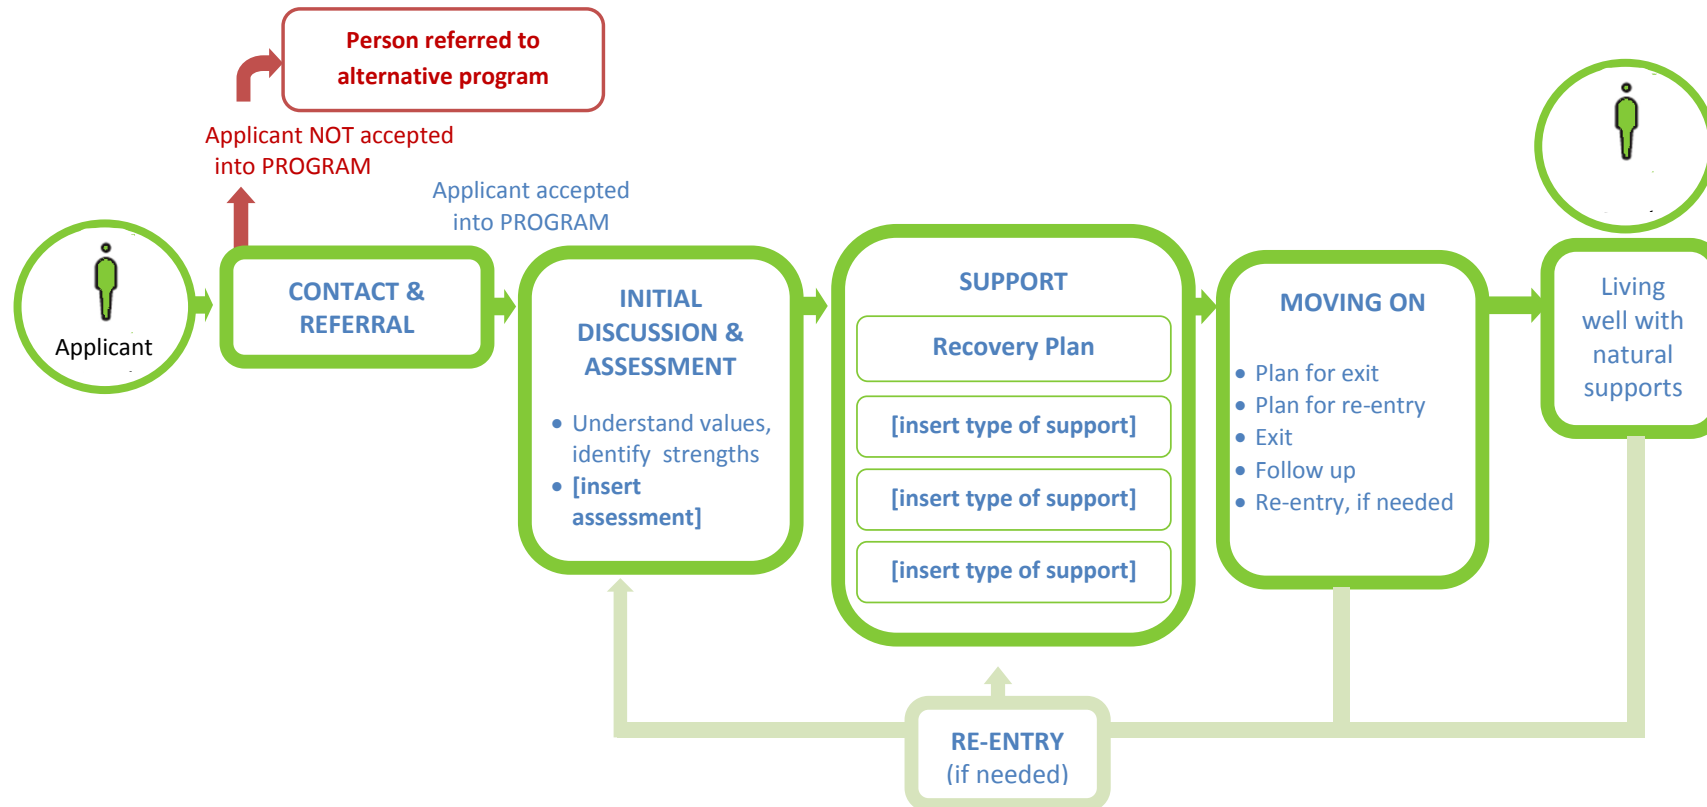 Person referred to
alternative program
Applicant NOT accepted
into PROGRAM
Applicant accepted
into PROGRAM
Applicant
CONTACT &
REFERRAL
INITIAL
DISCUSSION &
ASSESSMENT
• Understand values,
identify strengths
• [insert
assessment]
SUPPORT
Recovery Plan
[insert type of support]
[insert type of support]
[insert type of support]
MOVING ON
• Plan for exit
• Plan for re-entry
• Exit
• Follow up
• Re-entry, if needed
Living
well with
natural
supports
RE-ENTRY
(if needed)